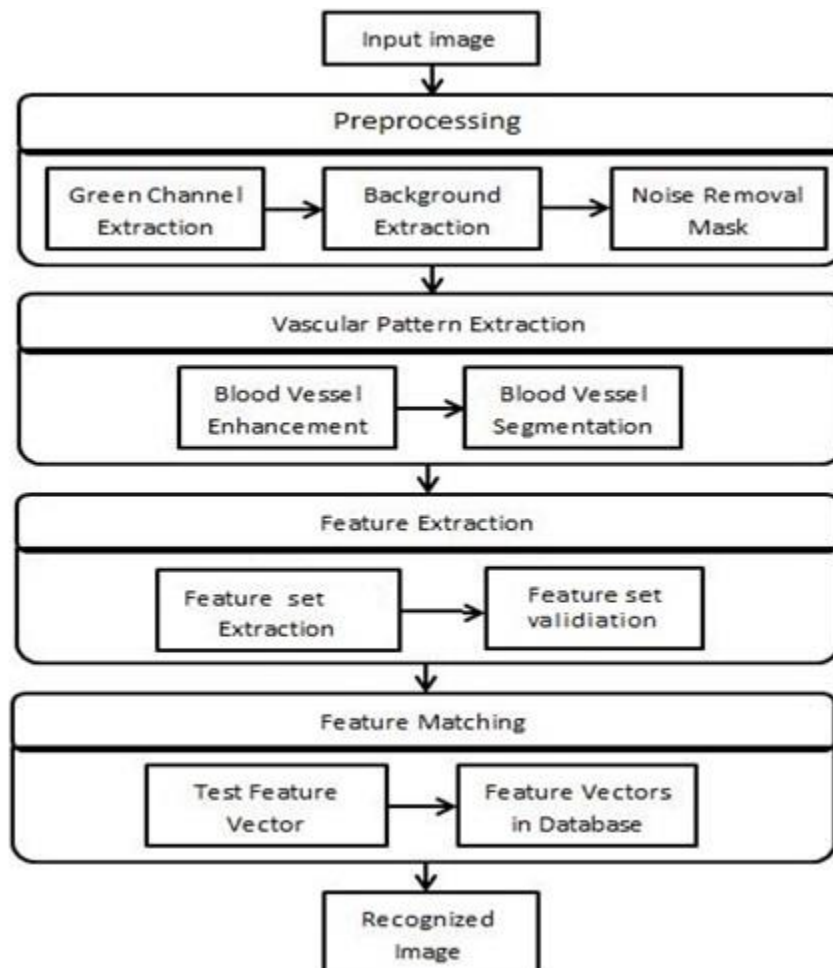 Input image
Preprocessing
Green Channel
Extraction
Background
Extraction
Noise Removal
Mask
Vascular Pattern Extraction
Blood Vessel
Enhancement
Blood Vessel
Segmentation
Feature Extraction
Feature set
Extraction
Feature set
validiation
Feature Matching
Test Feature
Vector
Feature Vectors
in Database
Recognized
Image